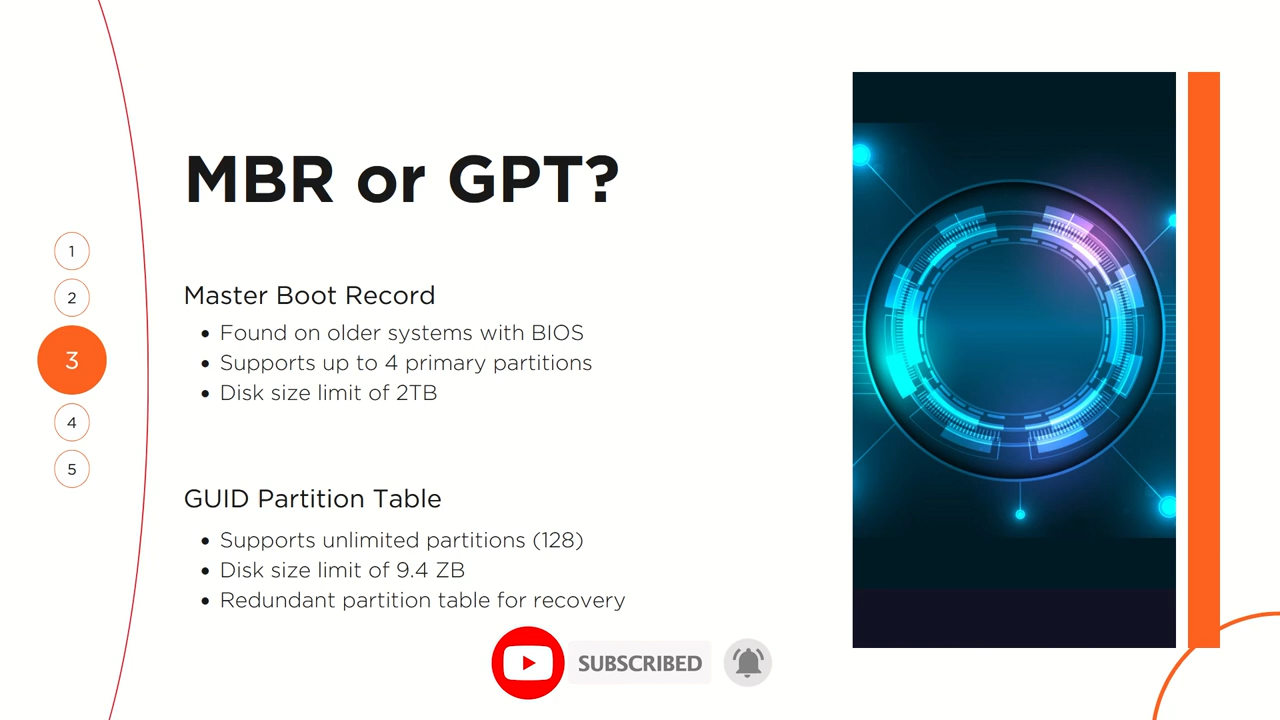 MBR or GPT?
1
2
3
4
5
Master Boot Record
• Found on older systems with BIOS
• Supports up to 4 primary partitions
• Disk size limit of 2TB
GUID Partition Table
• Supports unlimited partitions (128)
• Disk size limit of 9.4 ZB
• Redundant partition table for recovery
SUBSCRIBED